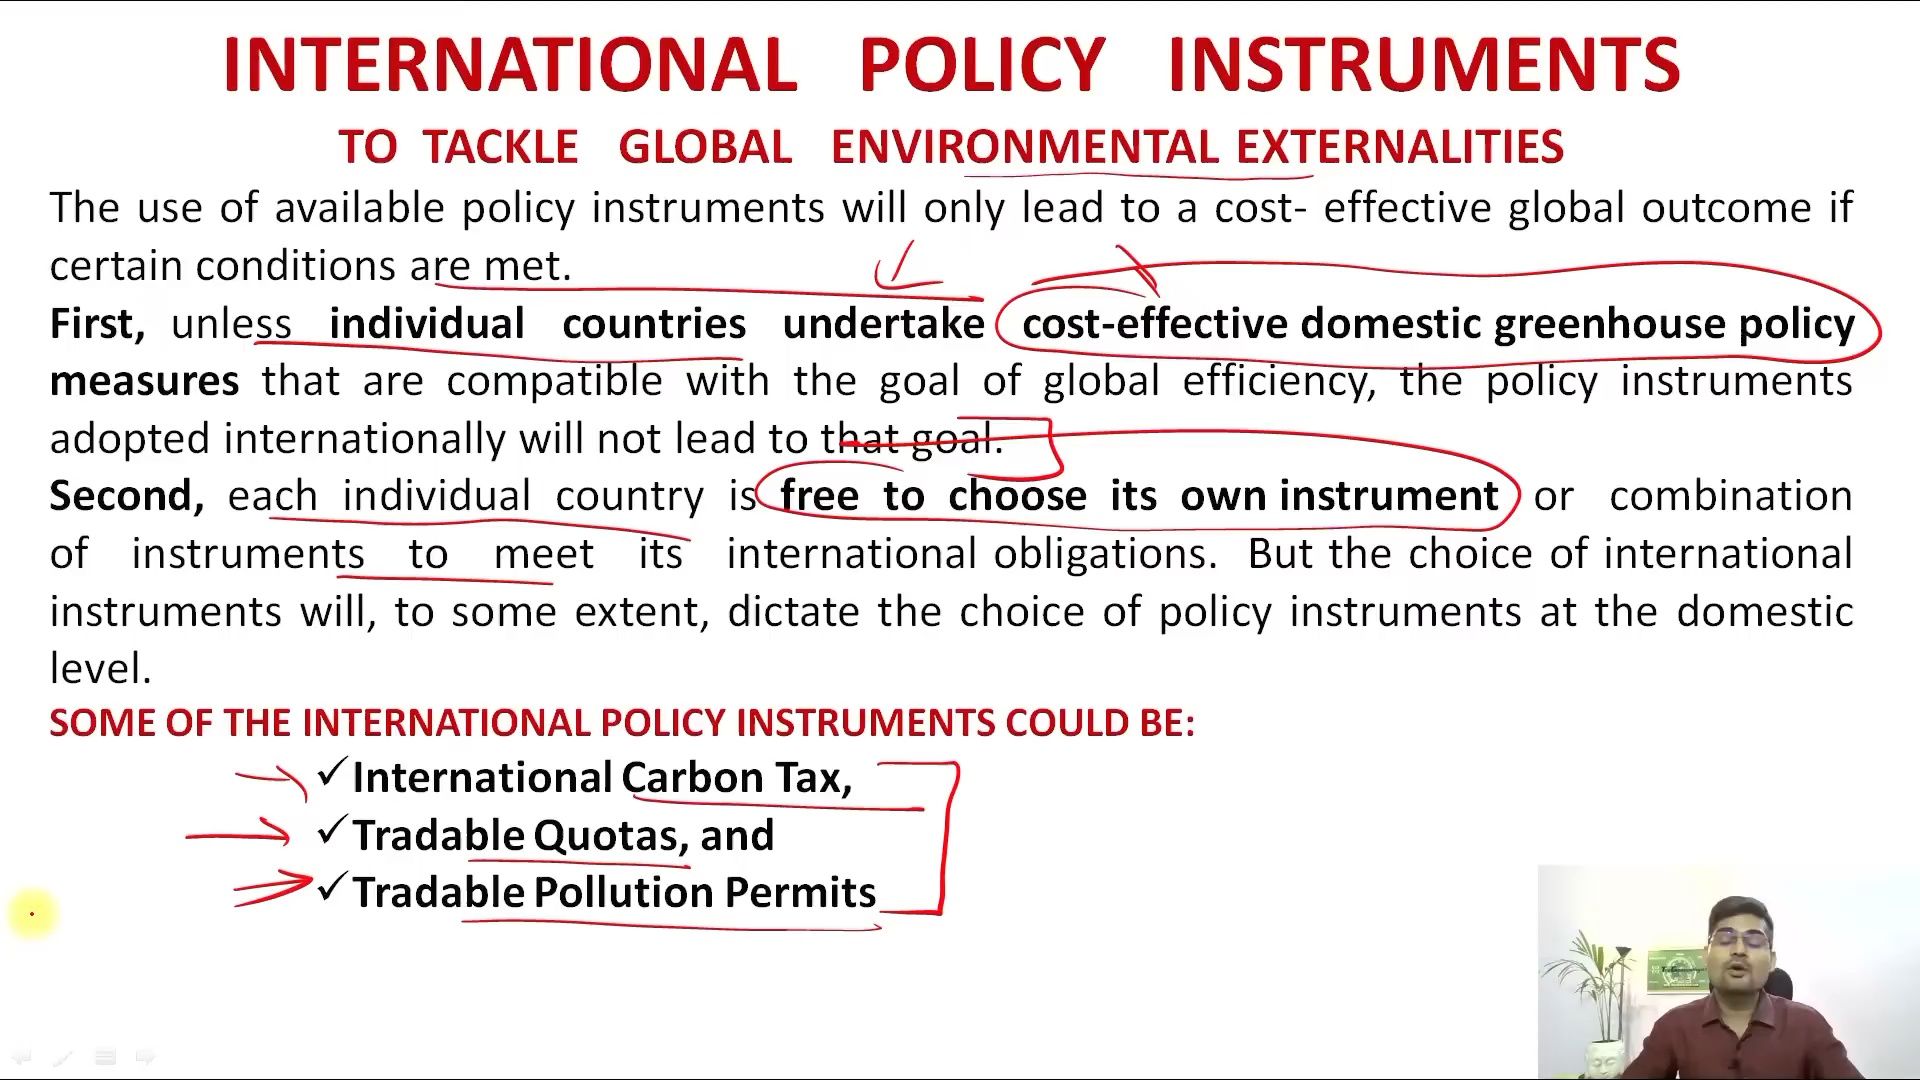 INTERNATIONAL POLICY INSTRUMENTS
TO TACKLE GLOBAL ENVIRONMENTAL EXTERNALITIES
The use of available policy instruments will only lead to a cost- effective global outcome if
certain conditions are met.
First, unless individual countries undertake cost-effective domestic greenhouse policy
measures that are compatible with the goal of global efficiency, the policy instruments
adopted internationally will not lead to that goal.
Second, each individual country is free to choose its own instrument or combination
of instruments to meet its international obligations. But the choice of international
instruments will, to some extent, dictate the choice of policy instruments at the domestic
level.
SOME OF THE INTERNATIONAL POLICY INSTRUMENTS COULD BE:
✓International Carbon Tax,
✓Tradable Quotas, and
✓Tradable Pollution Permits